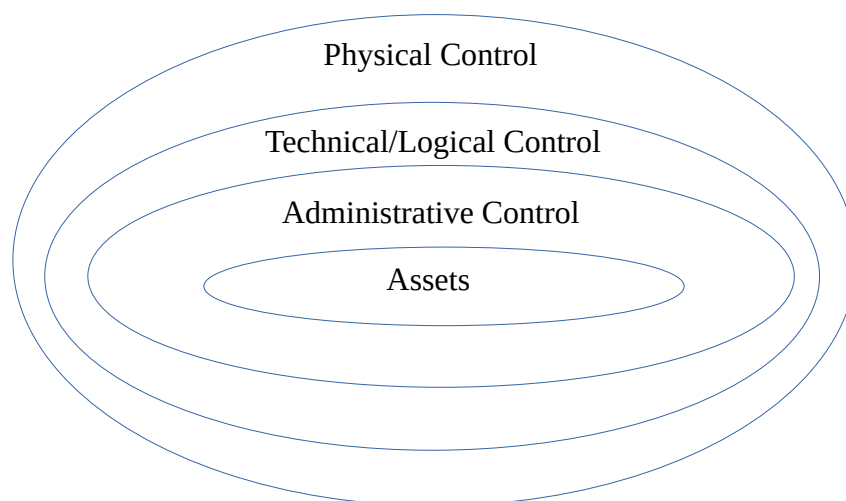 Physical Control
Technical/Logical Control
Administrative Control
Assets